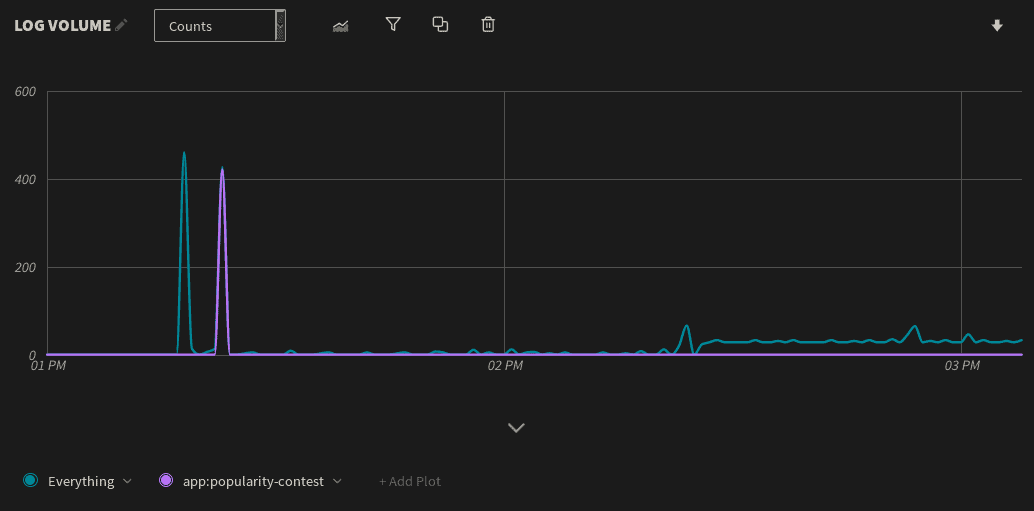 LOG VOLUME Counts
600
400
200
0
01 PM 02 PM 03 PM
Everything app:popularity-contest + Add Plot